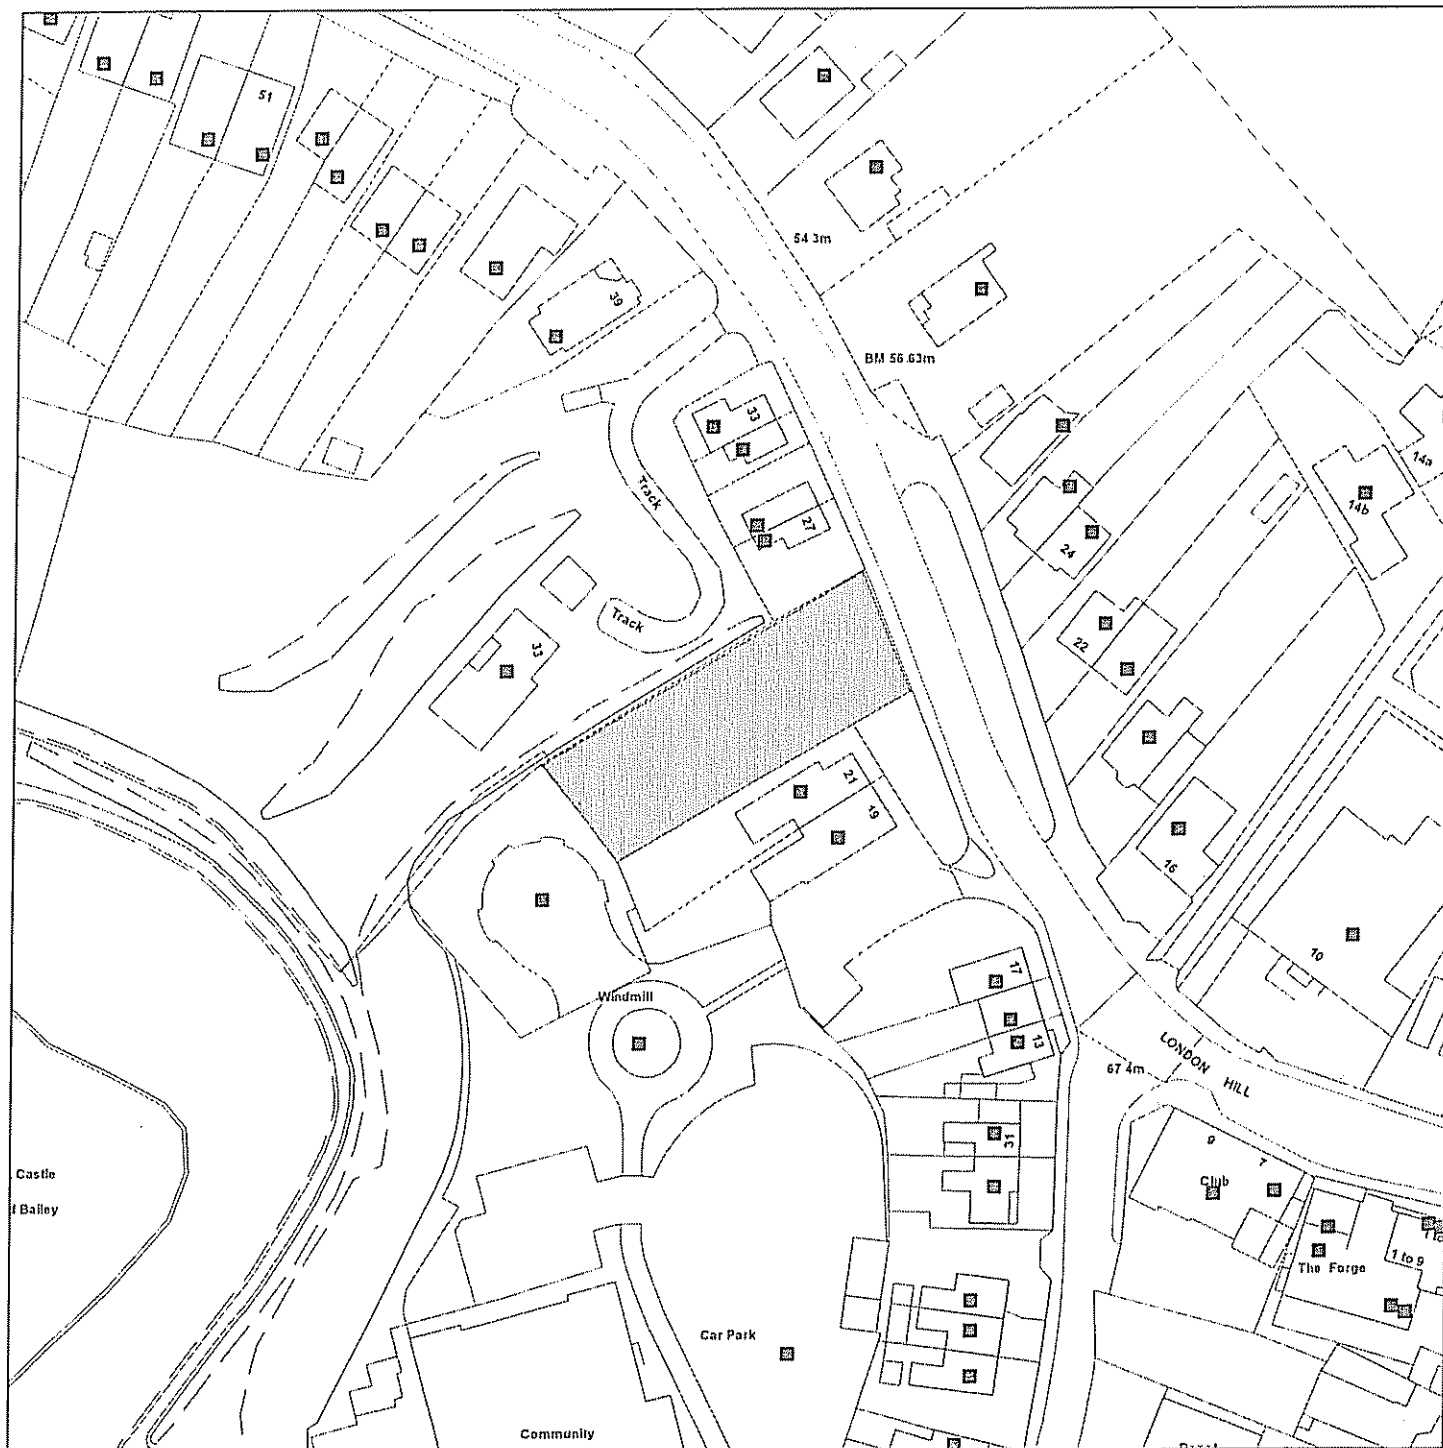 51
54.3m
39
BM 56.63m
33
14a
Track
14b
27
24
Track
22
33
21
19
16
10
17
Windmill
13
LONDON HILL
67.4m
31
9
7
Castle
Club
Bailey
1 to 9
The Forge
Car Park
Community